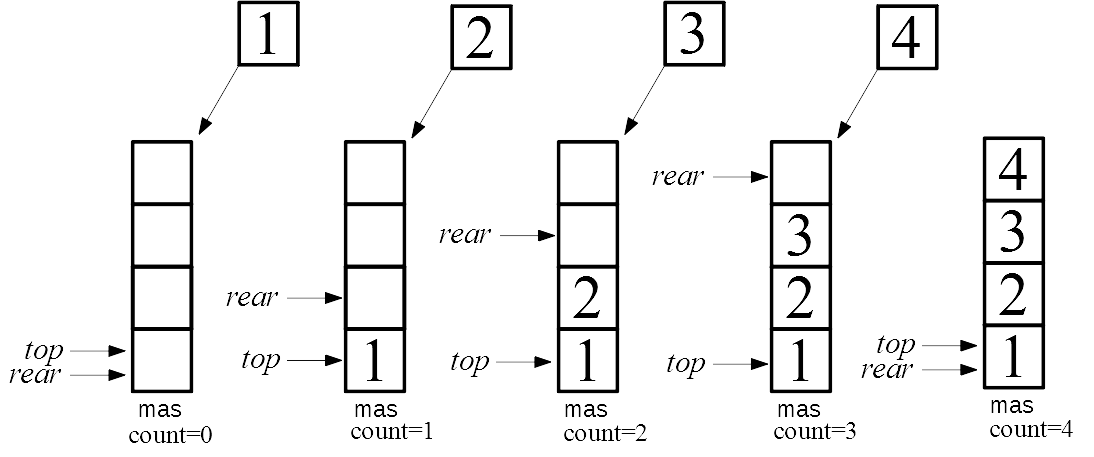 1
2
3
4
top
rear
mas
count=0
rear
top
1
mas
count=1
rear
2
top
1
mas
count=2
rear
3
2
top
1
mas
count=3
4
3
2
top
rear
1
mas
count=4